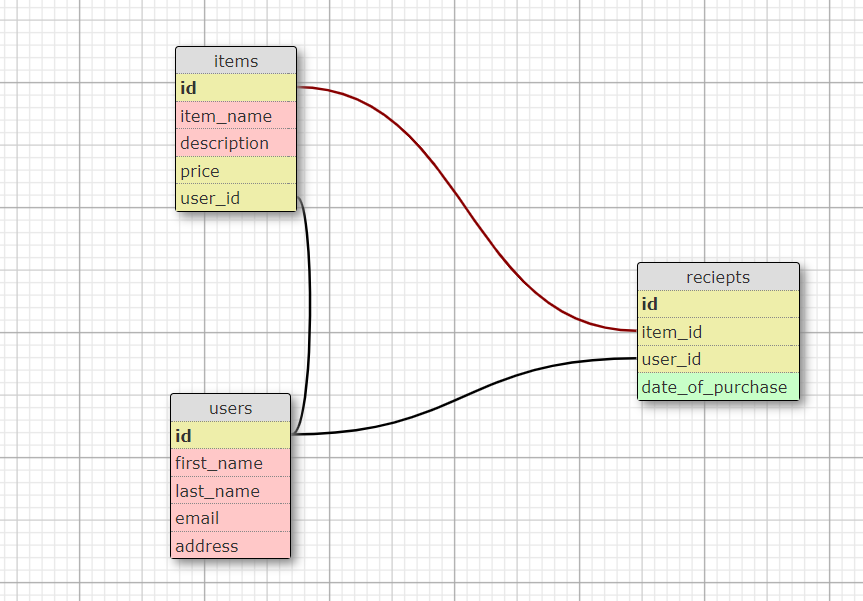 items
id
item_name
description
price
user_id
reciepts
id
item_id
user_id
date_of_purchase
users
id
first_name
last_name
email
address